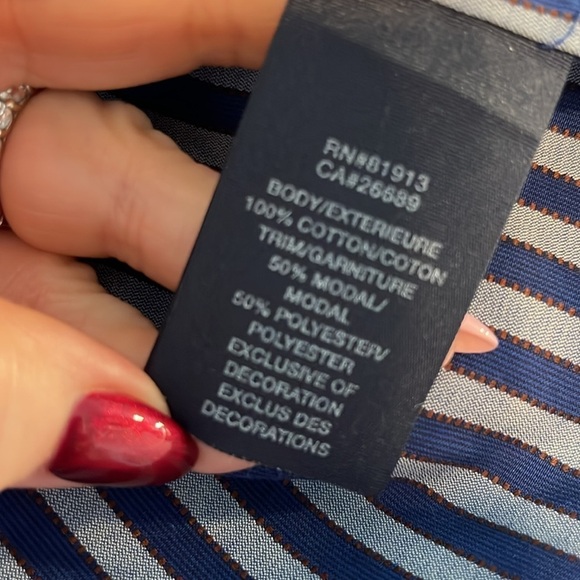 RN#81913
CA#26689
BODY/EXTERIEURE
100% COTTON/COTON
TRIM/GARNITURE
50% MODAL/
MODAL
50% POLYESTER/
POLYESTER
EXCLUSIVE OF
DECORATION
EXCLUS DES
DECORATIONS